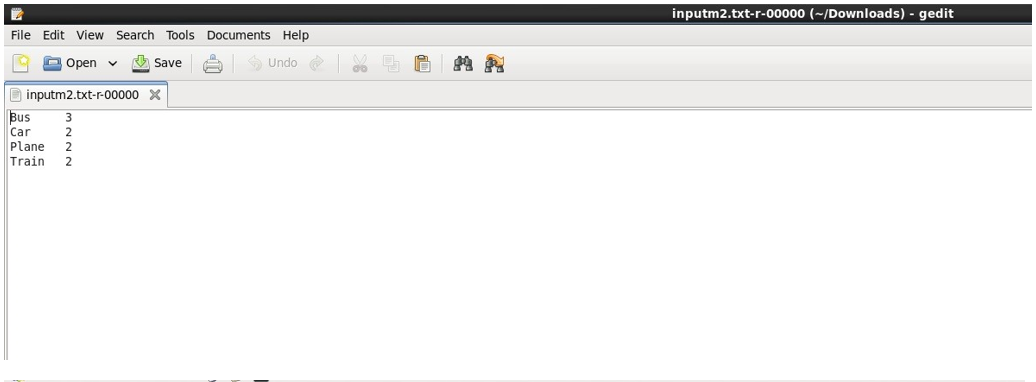 inputm2.txt-r-00000 (~/Downloads) - gedit
File Edit View Search Tools Documents Help
Open Save Undo
inputm2.txt-r-00000
Bus 3
Car 2
Plane 2
Train 2